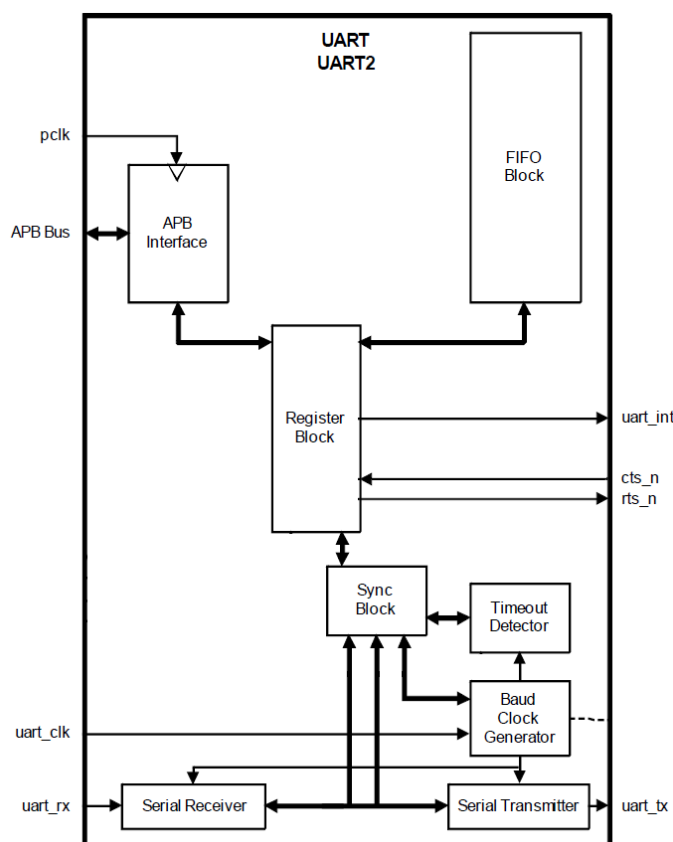 UART
UART2
pclk
FIFO
Block
APB
Interface
APB Bus
Register
Block
uart_int
cts_n
rts_n
Sync
Block
Timeout
Detector
Baud
Clock
Generator
uart_clk
uart_rx
Serial Receiver
Serial Transmitter
uart_tx